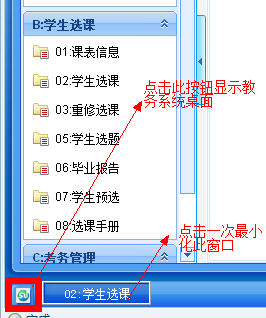 B:学生选课
01:课表信息
02:学生选课
03:重修选课
05:学生选题
06:毕业报告
07:学生预选
08:选课手册
C:考务管理
点击此按钮显示教
务系统桌面
点击一次最小
化此窗口
02:学生选课